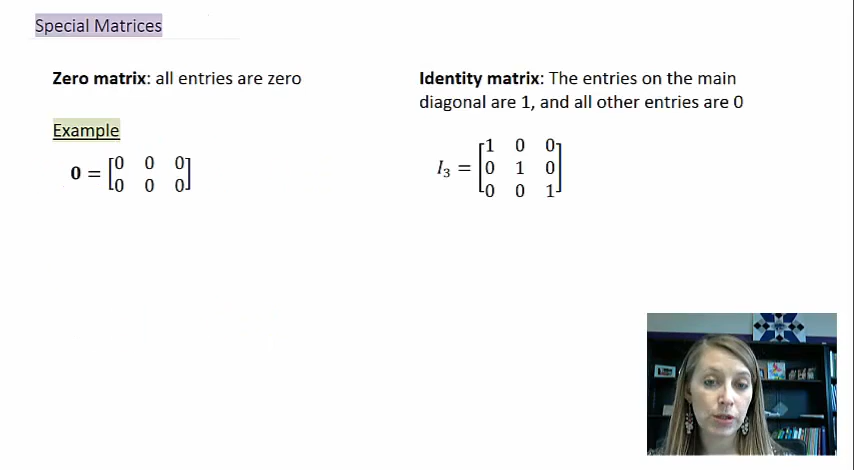 Special Matrices
Zero matrix: all entries are zero
Example
0 = [0 0 0
0 0 0]
Identity matrix: The entries on the main
diagonal are 1, and all other entries are 0
I₃ = [1 0 0
0 1 0
0 0 1]